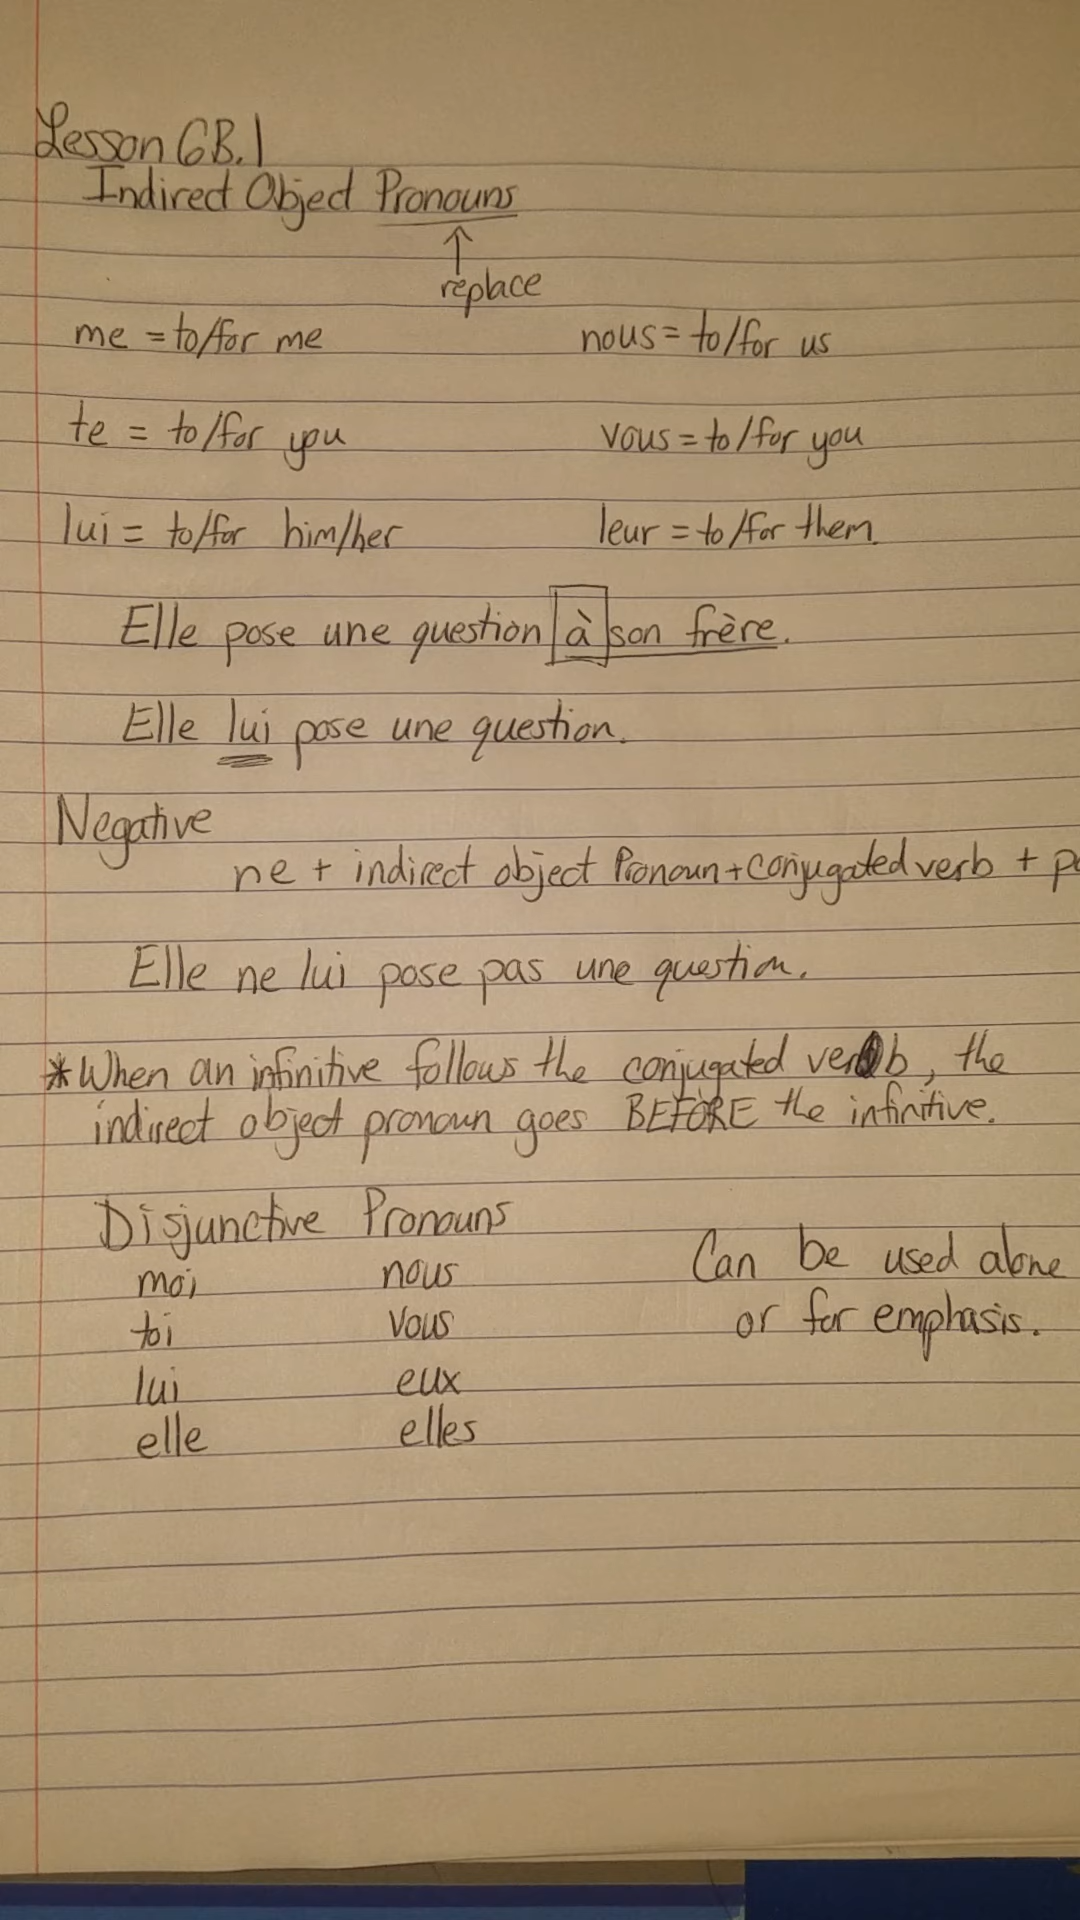 Lesson 6B.1
Indirect Object Pronouns
↑
replace
me = to/for me nous = to/for us
te = to/for you vous = to/for you
lui = to/for him/her leur = to/for them.
Elle pose une question à son frère.
Elle lui pose une question.
Negative
ne + indirect object Pronoun + conjugated verb +
Elle ne lui pose pas une question.
*When an infinitive follows the conjugated verb, the
indirect object pronoun goes BEFORE the infinitive.
Disjunctive Pronouns
moi nous
toi vous
lui eux
elle elles
Can be used alone
or for emphasis.